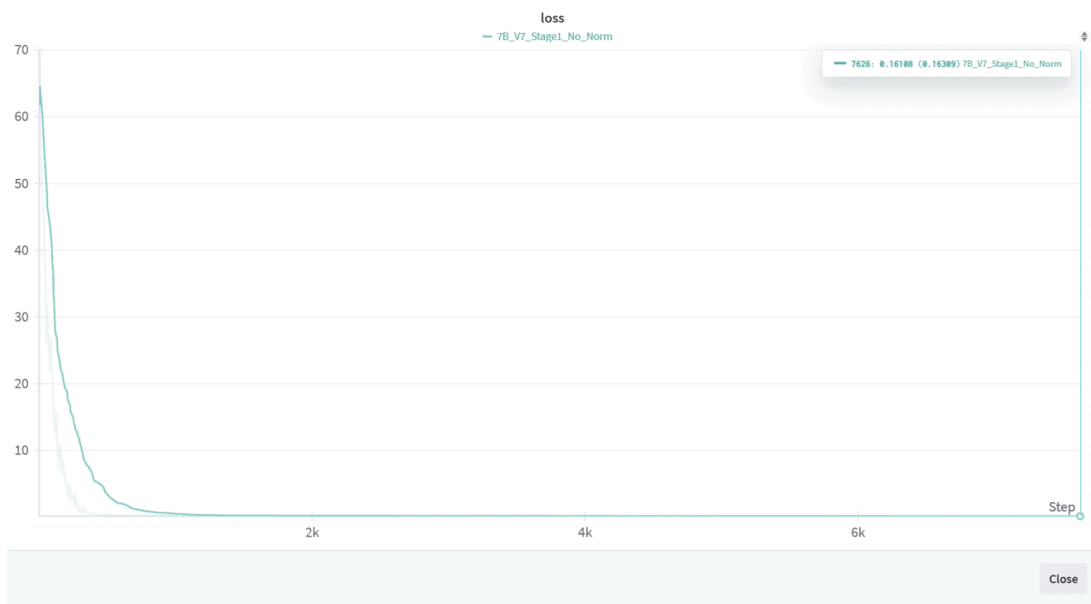 loss
7B_V7_Stage1_No_Norm
7626: 0.16108 (0.16309) 7B_V7_Stage1_No_Norm
70
60
50
40
30
20
10
Step
2k
4k
6k
Close